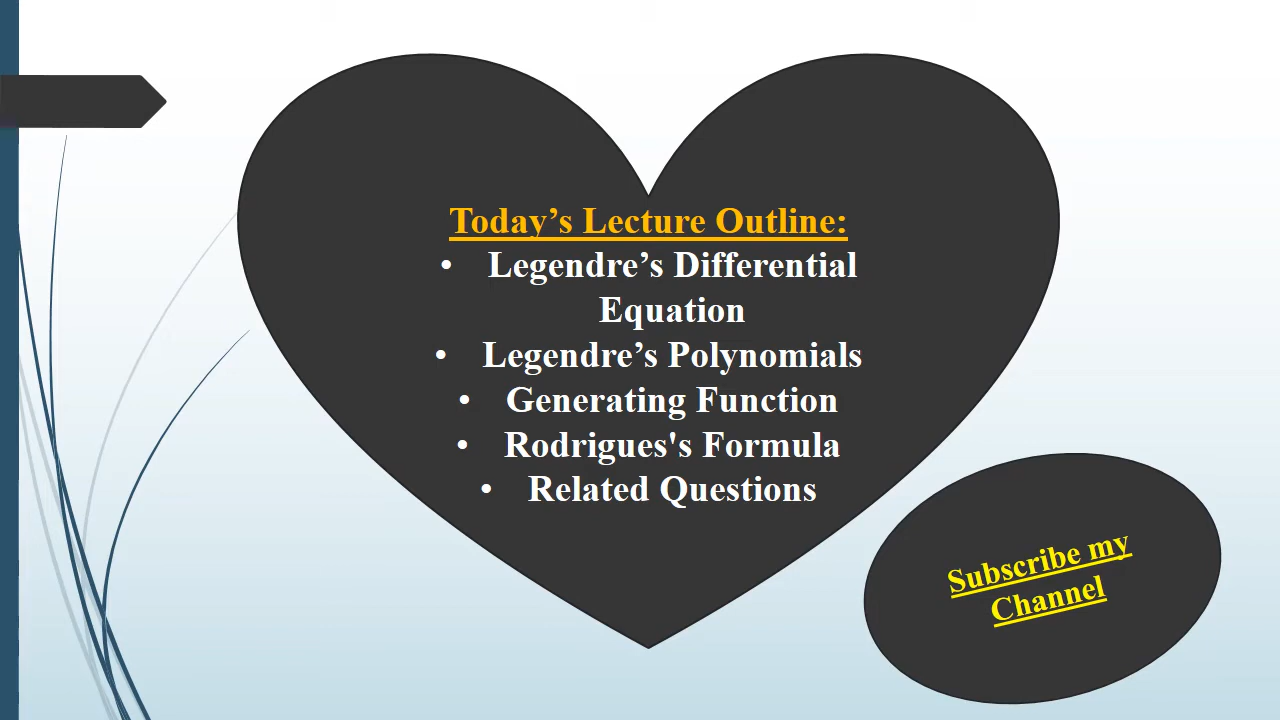 Today’s Lecture Outline:
• Legendre’s Differential
Equation
• Legendre’s Polynomials
• Generating Function
• Rodrigues's Formula
• Related Questions
Subscribe my
Channel